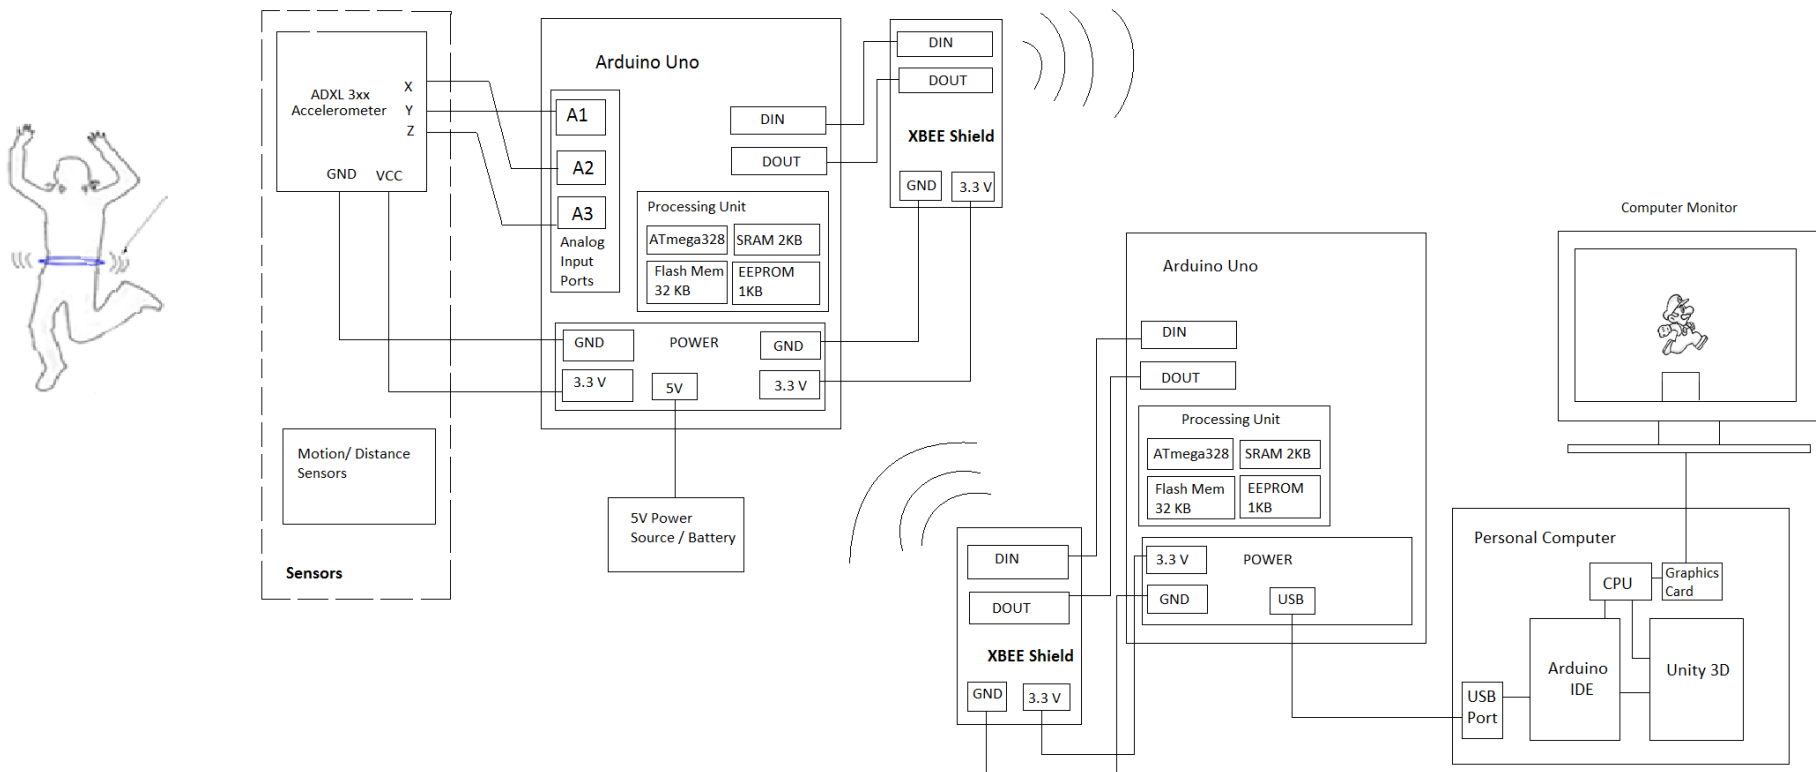 ADXL 3xx
Accelerometer
X
Y
Z
GND
VCC
Motion/ Distance
Sensors
Sensors
Arduino Uno
A1
A2
A3
Analog
Input
Ports
DIN
DOUT
Processing Unit
ATmega328
SRAM 2KB
Flash Mem
32 KB
EEPROM
1KB
GND
POWER
GND
3.3 V
5V
3.3 V
5V Power
Source / Battery
DIN
DOUT
XBEE Shield
GND
3.3 V
DIN
DOUT
XBEE Shield
GND
3.3 V
Arduino Uno
DIN
DOUT
Processing Unit
ATmega328
SRAM 2KB
Flash Mem
32 KB
EEPROM
1KB
3.3 V
POWER
GND
USB
Computer Monitor
Personal Computer
CPU
Graphics
Card
Arduino
IDE
Unity 3D
USB
Port